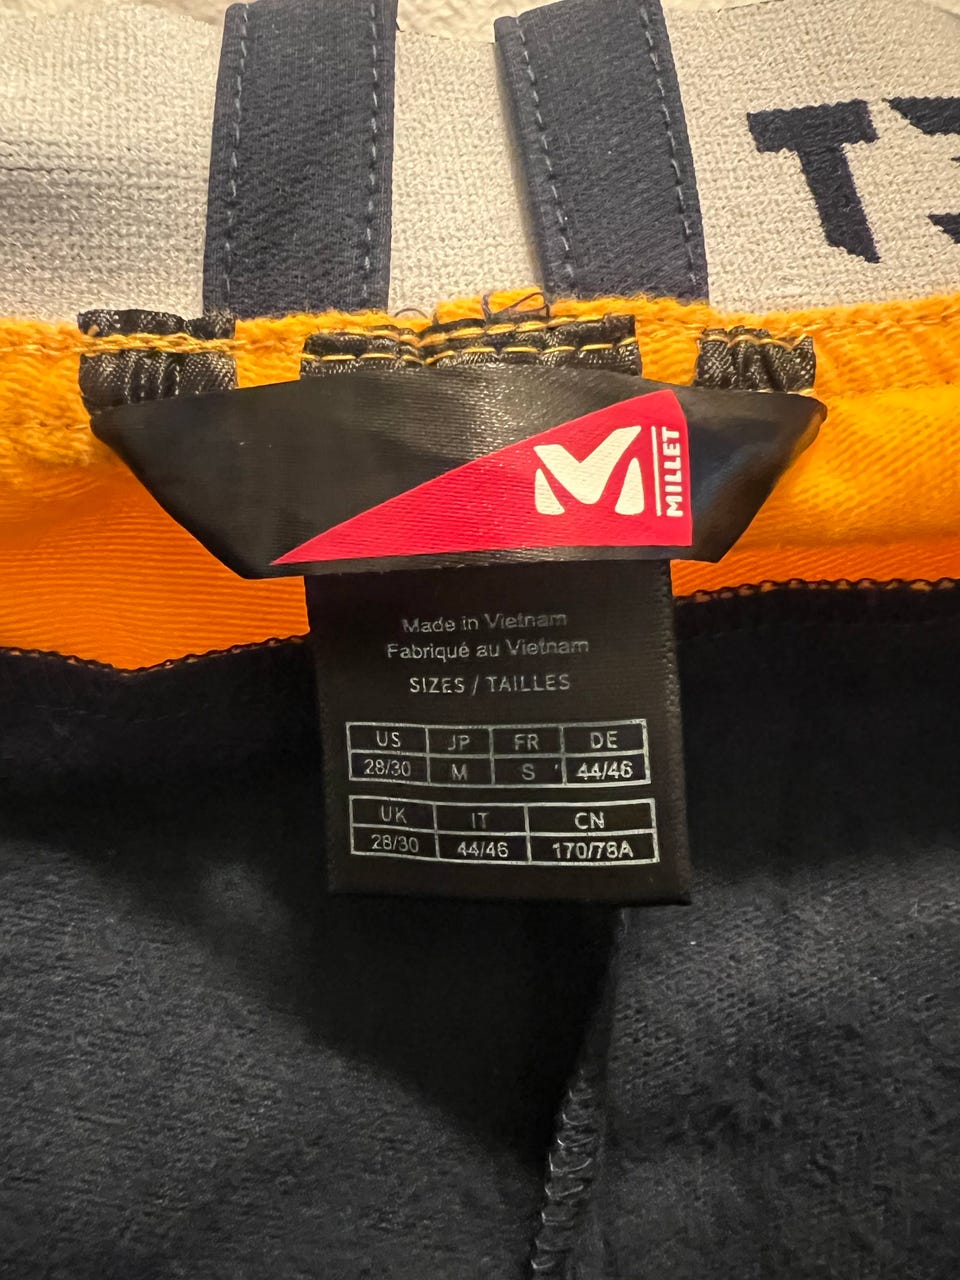 MILLET
Made in Vietnam
Fabriqué au Vietnam
SIZES / TAILLES
US JP FR DE
28/30 M S 44/46
UK IT CN
28/30 44/46 170/78A